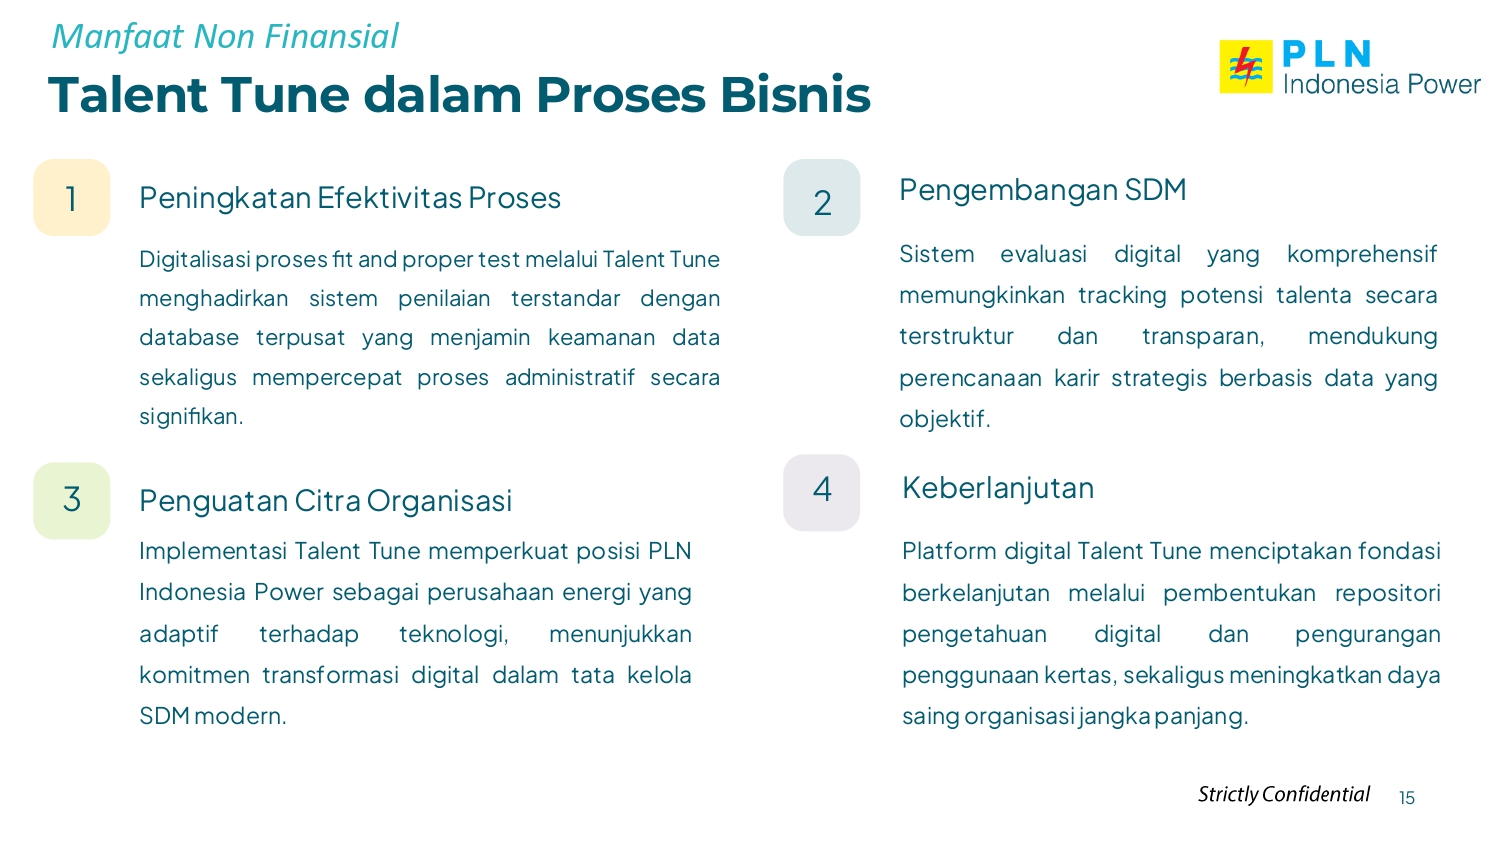 Manfaat Non Finansial
Talent Tune dalam Proses Bisnis
PLN
Indonesia Power
1
Peningkatan Efektivitas Proses
Digitalisasi proses fit and proper test melalui Talent Tune
menghadirkan sistem penilaian terstandar dengan
database terpusat yang menjamin keamanan data
sekaligus mempercepat proses administratif secara
signifikan.
2
Pengembangan SDM
Sistem evaluasi digital yang komprehensif
memungkinkan tracking potensi talenta secara
terstruktur dan transparan, mendukung
perencanaan karir strategis berbasis data yang
objektif.
3
Penguatan Citra Organisasi
Implementasi Talent Tune memperkuat posisi PLN
Indonesia Power sebagai perusahaan energi yang
adaptif terhadap teknologi, menunjukkan
komitmen transformasi digital dalam tata kelola
SDM modern.
4
Keberlanjutan
Platform digital Talent Tune menciptakan fondasi
berkelanjutan melalui pembentukan repositori
pengetahuan digital dan pengurangan
penggunaan kertas, sekaligus meningkatkan daya
saing organisasi jangka panjang.
Strictly Confidential
15